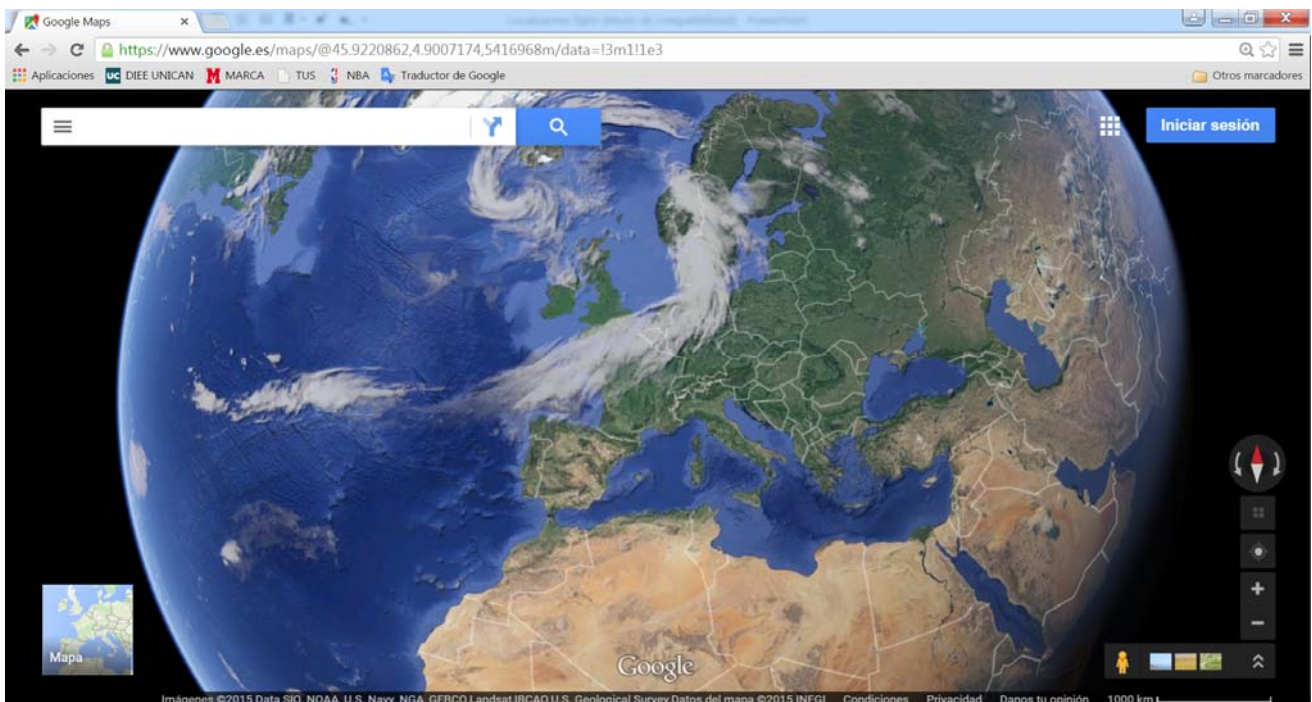 Google Maps
https://www.google.es/maps/@45.9220862,4.9007174,5416968m/data=!3m1!1e3
Aplicaciones UC DIEE UNICAN M MARCA TUS NBA Traductor de Google Otros marcadores
Iniciar sesión
Mapa
Google
Imágenes ©2015 Data SIO, NOAA, U.S. Navy, NGA, GEBCO Landsat IBCAO U.S. Geological Survey Datos del mapa ©2015 INEGI Condiciones Privacidad Danos tu opinión 1000 km